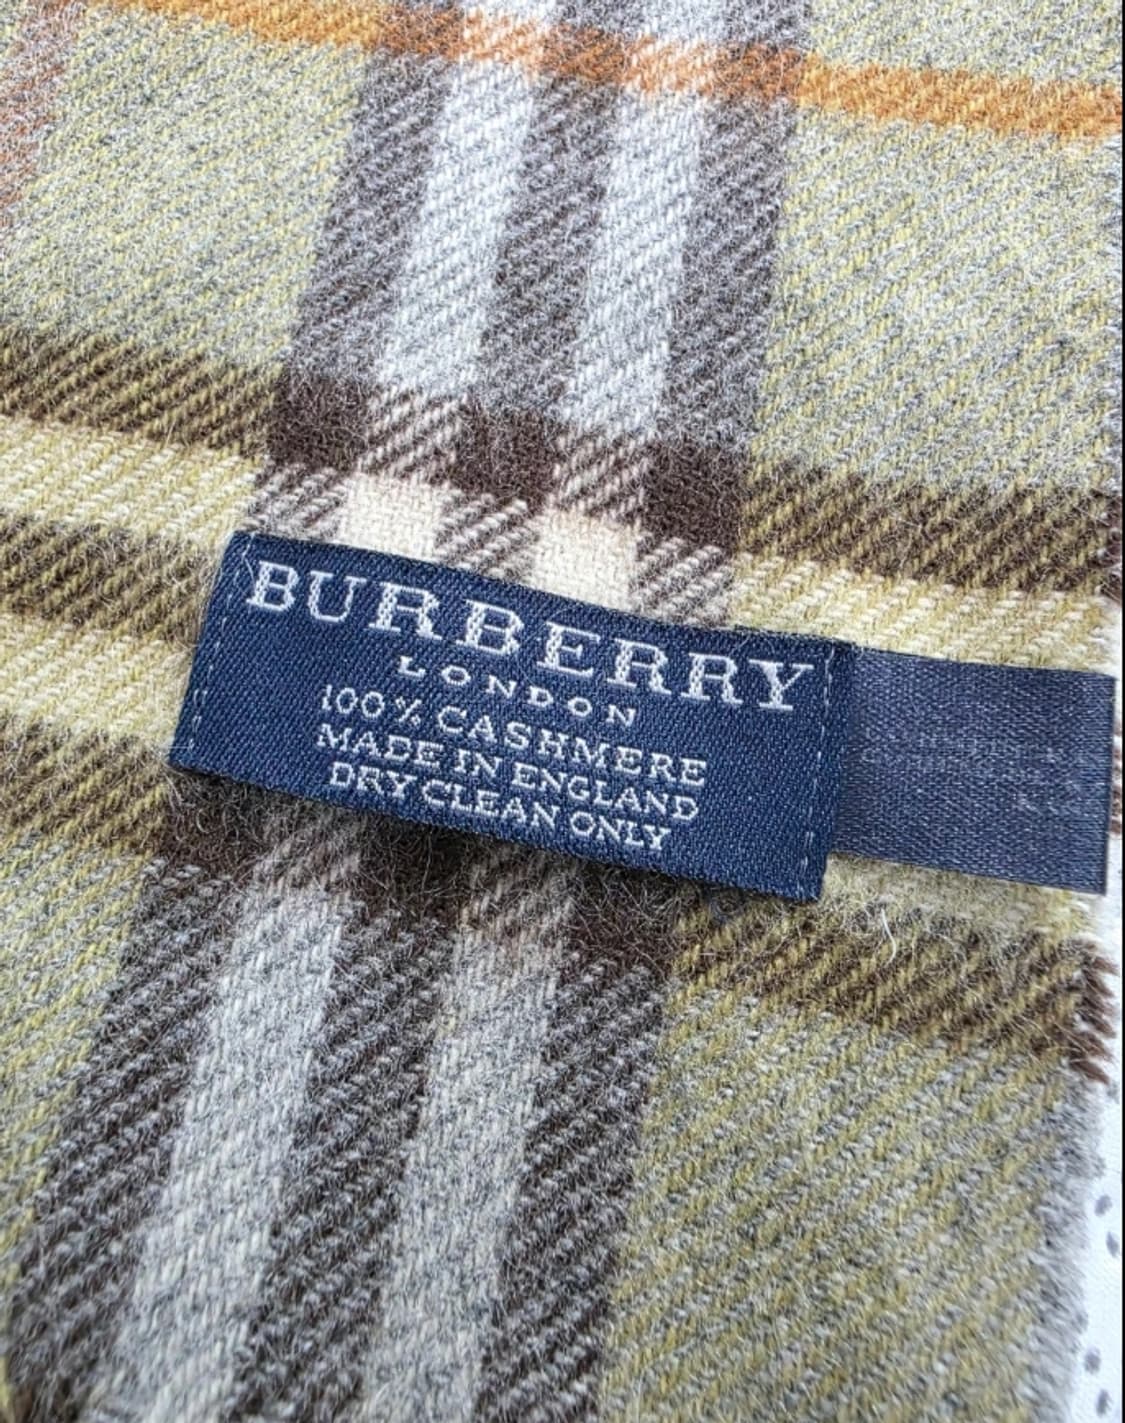 BURBERRY
LONDON
100% CASHMERE
MADE IN ENGLAND
DRY CLEAN ONLY